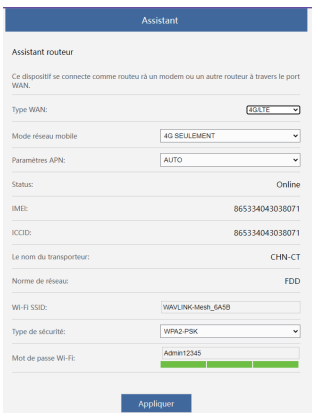 Assistant
Assistant routeur
Ce dispositif se connecte comme routeu rà un modem ou un autre routeur à travers le port
WAN.
Type WAN: 4G/LTE
Mode réseau mobile 4G SEULEMENT
Paramètres APN: AUTO
Status: Online
IMEI: 865334043038071
ICCID: 865334043038071
Le nom du transporteur: CHN-CT
Norme de réseau: FDD
Wi-Fi SSID: WAVLINK-Mesh_6A5B
Type de sécurité: WPA2-PSK
Mot de passe Wi-Fi: Admin12345
Appliquer